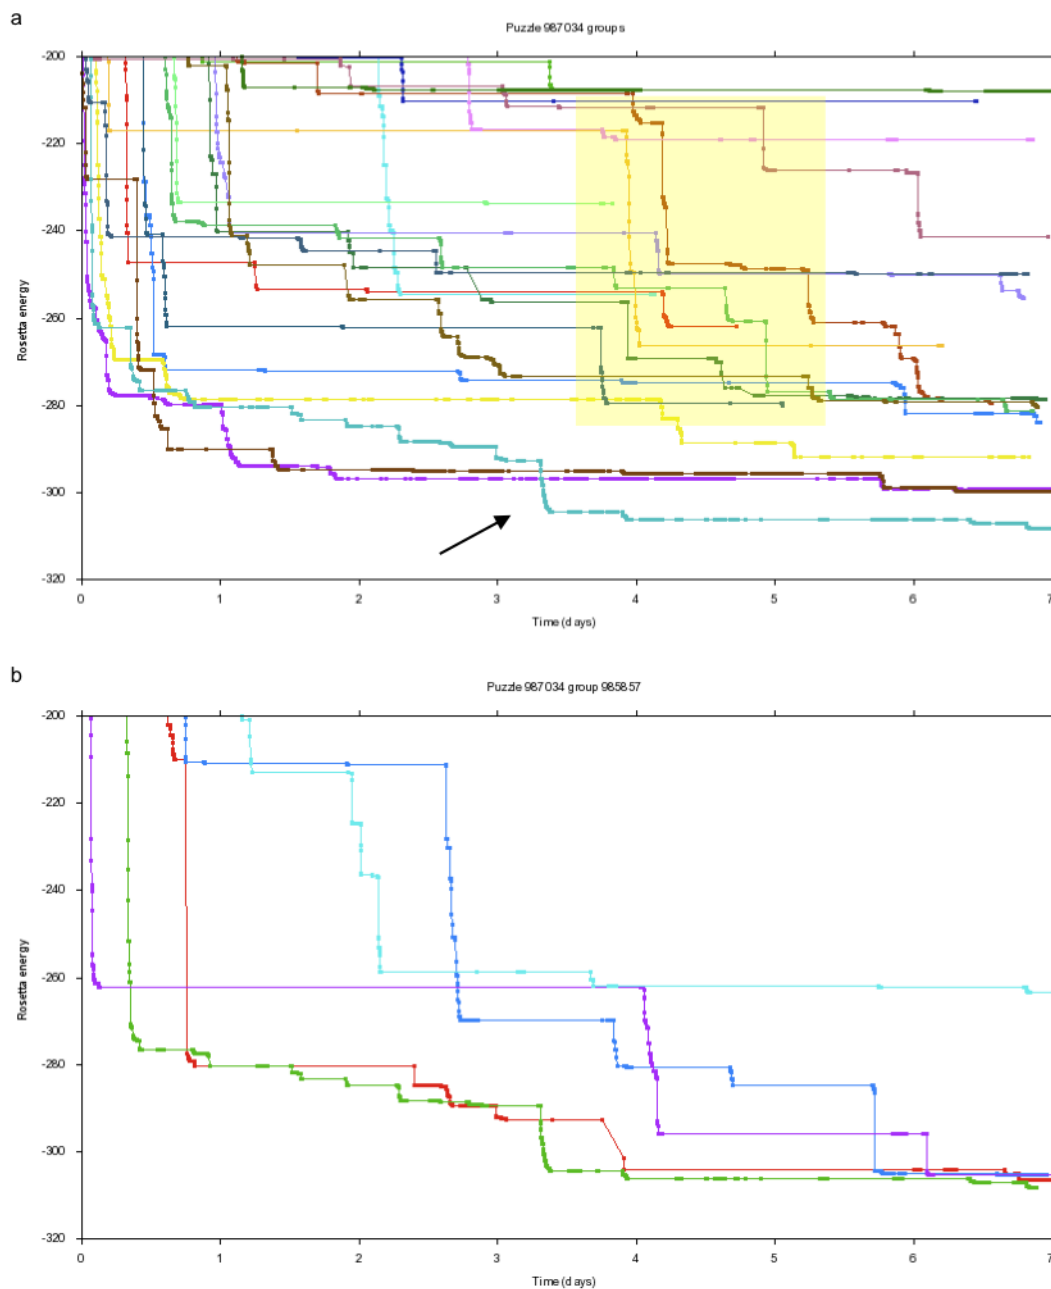 a
Puzzle 987034 groups
-200
-220
-240
-260
-280
-300
-320
Rosetta energy
0 1 2 3 4 5 6 7
Time (days)
b
Puzzle 987034 group 985857
-200
-220
-240
-260
-280
-300
-320
Rosetta energy
0 1 2 3 4 5 6 7
Time (days)